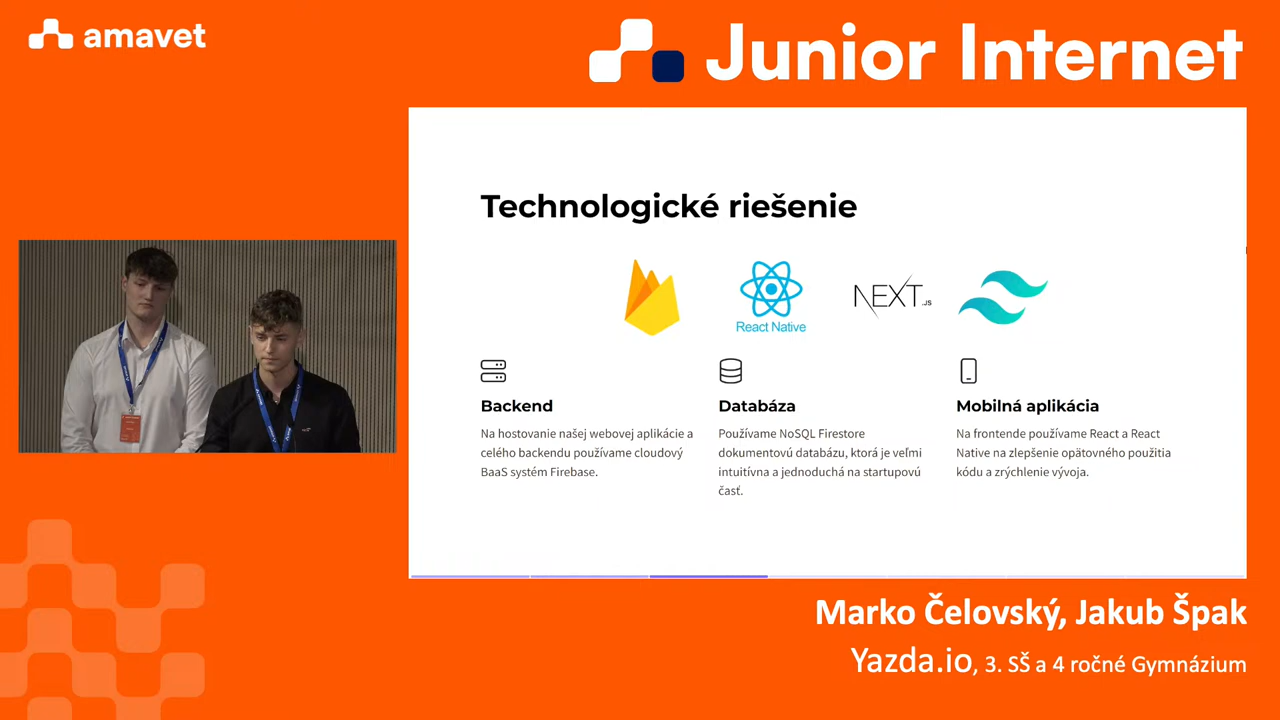 amavet
Junior Internet
Technologické riešenie
React Native
NEXT.JS
Backend
Na hostovanie našej webovej aplikácie a
celého backendu používame cloudový
BaaS systém Firebase.
Databáza
Používame NoSQL Firestore
dokumentovú databázu, ktorá je veľmi
intuitívna a jednoduchá na startupovú
časť.
Mobilná aplikácia
Na frontende používame React a React
Native na zlepšenie opätovného použitia
kódu a zrýchlenie vývoja.
Marko Čelovský, Jakub Špak
Yazda.io, 3. SŠ a 4 ročné Gymnázium